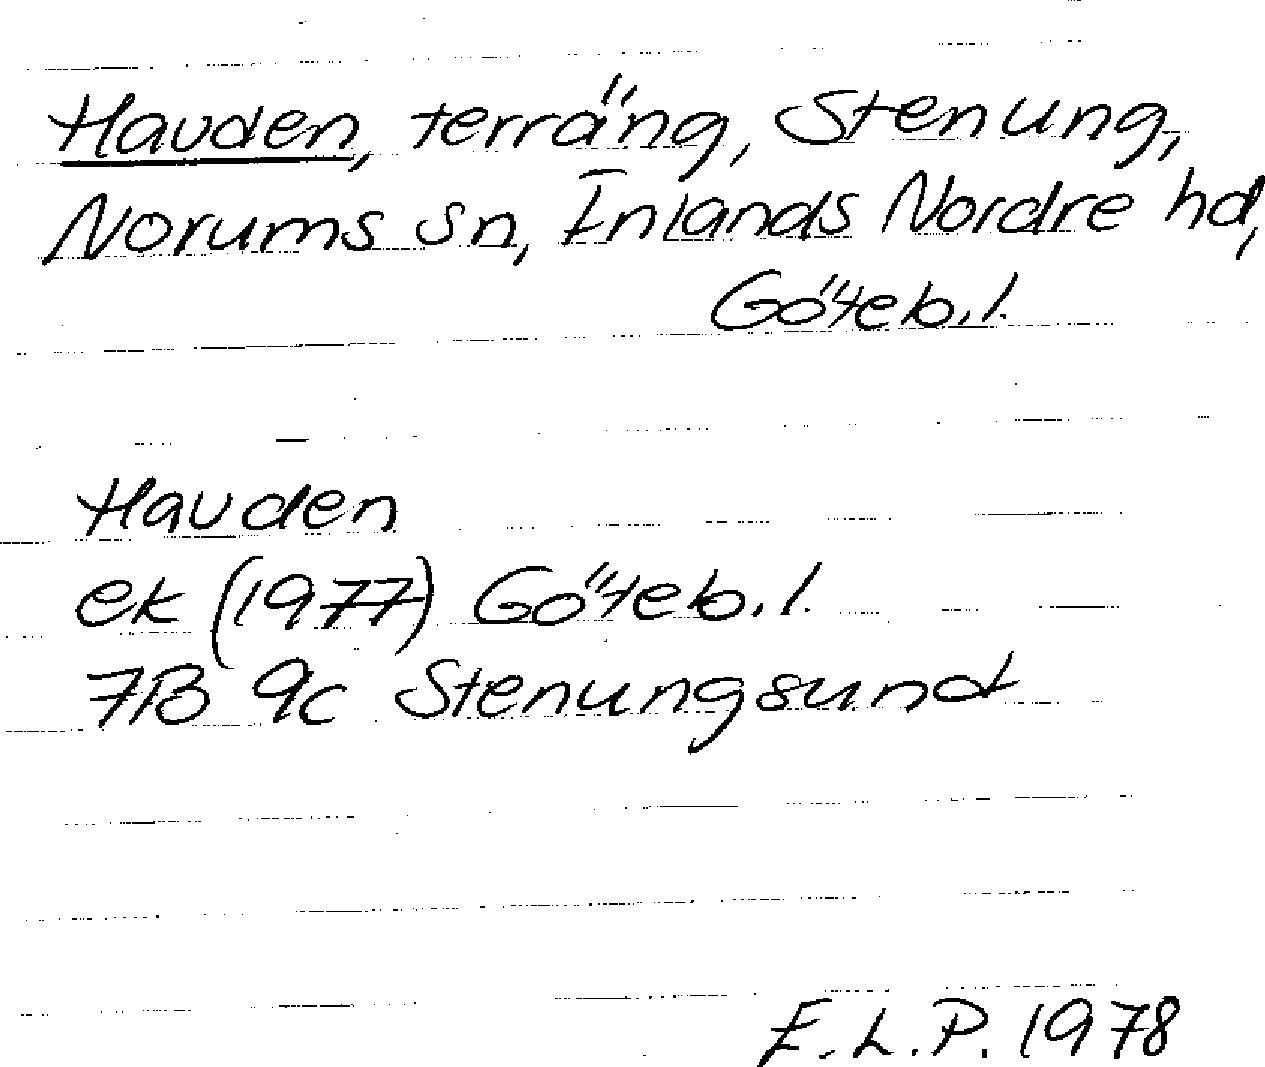 Hauden, terräng, Stenung,
Norums sn, Inlands Nordre hd,
Göteb.l.
Hauden
ek (1977) Göteb.l.
7B 9c Stenungsund
E.L.P. 1978